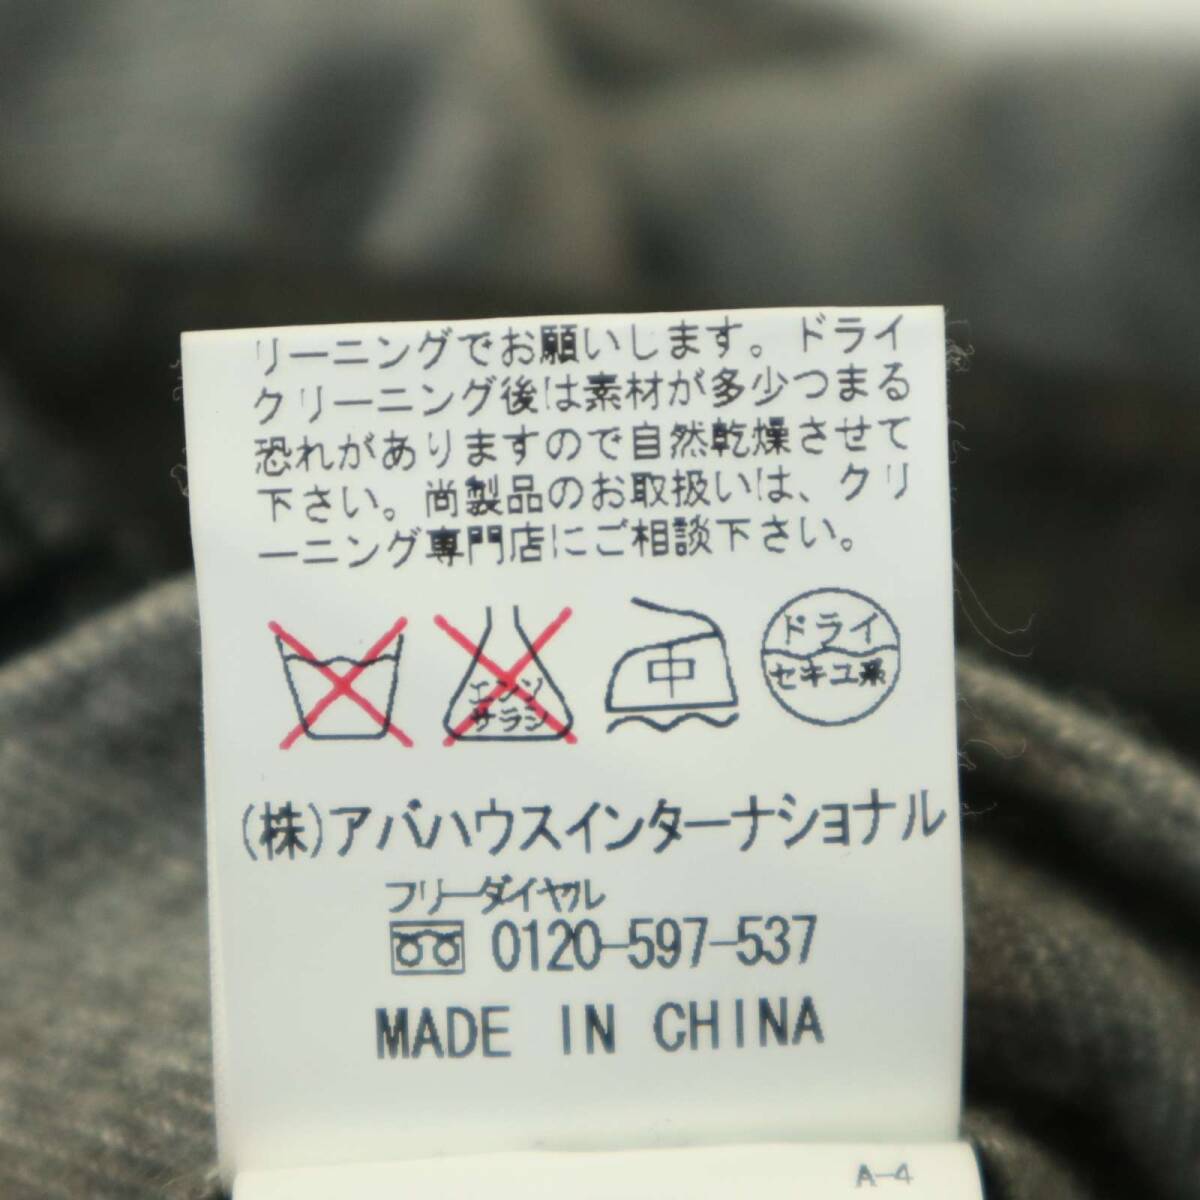 リーニングでお願いします。ドライ
クリーニング後は素材が多少つまる
恐れがありますので自然乾燥させて
下さい。尚製品のお取扱いは、クリ
ーニング専門店にご相談下さい。
エンソ
サラシ
中
ドライ
セキユ系
(株)アバハウスインターナショナル
フリーダイヤル
0120-597-537
MADE IN CHINA
A-4